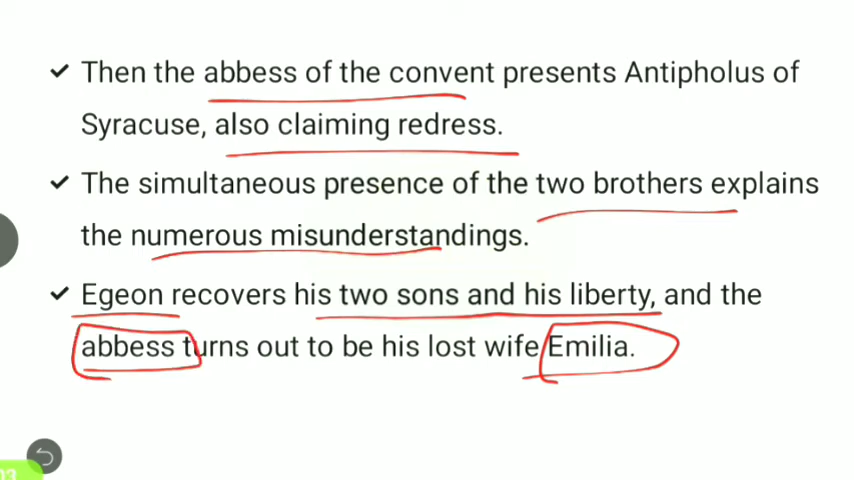 ✓ Then the abbess of the convent presents Antipholus of
Syracuse, also claiming redress.
✓ The simultaneous presence of the two brothers explains
the numerous misunderstandings.
✓ Egeon recovers his two sons and his liberty, and the
abbess turns out to be his lost wife Emilia.
03